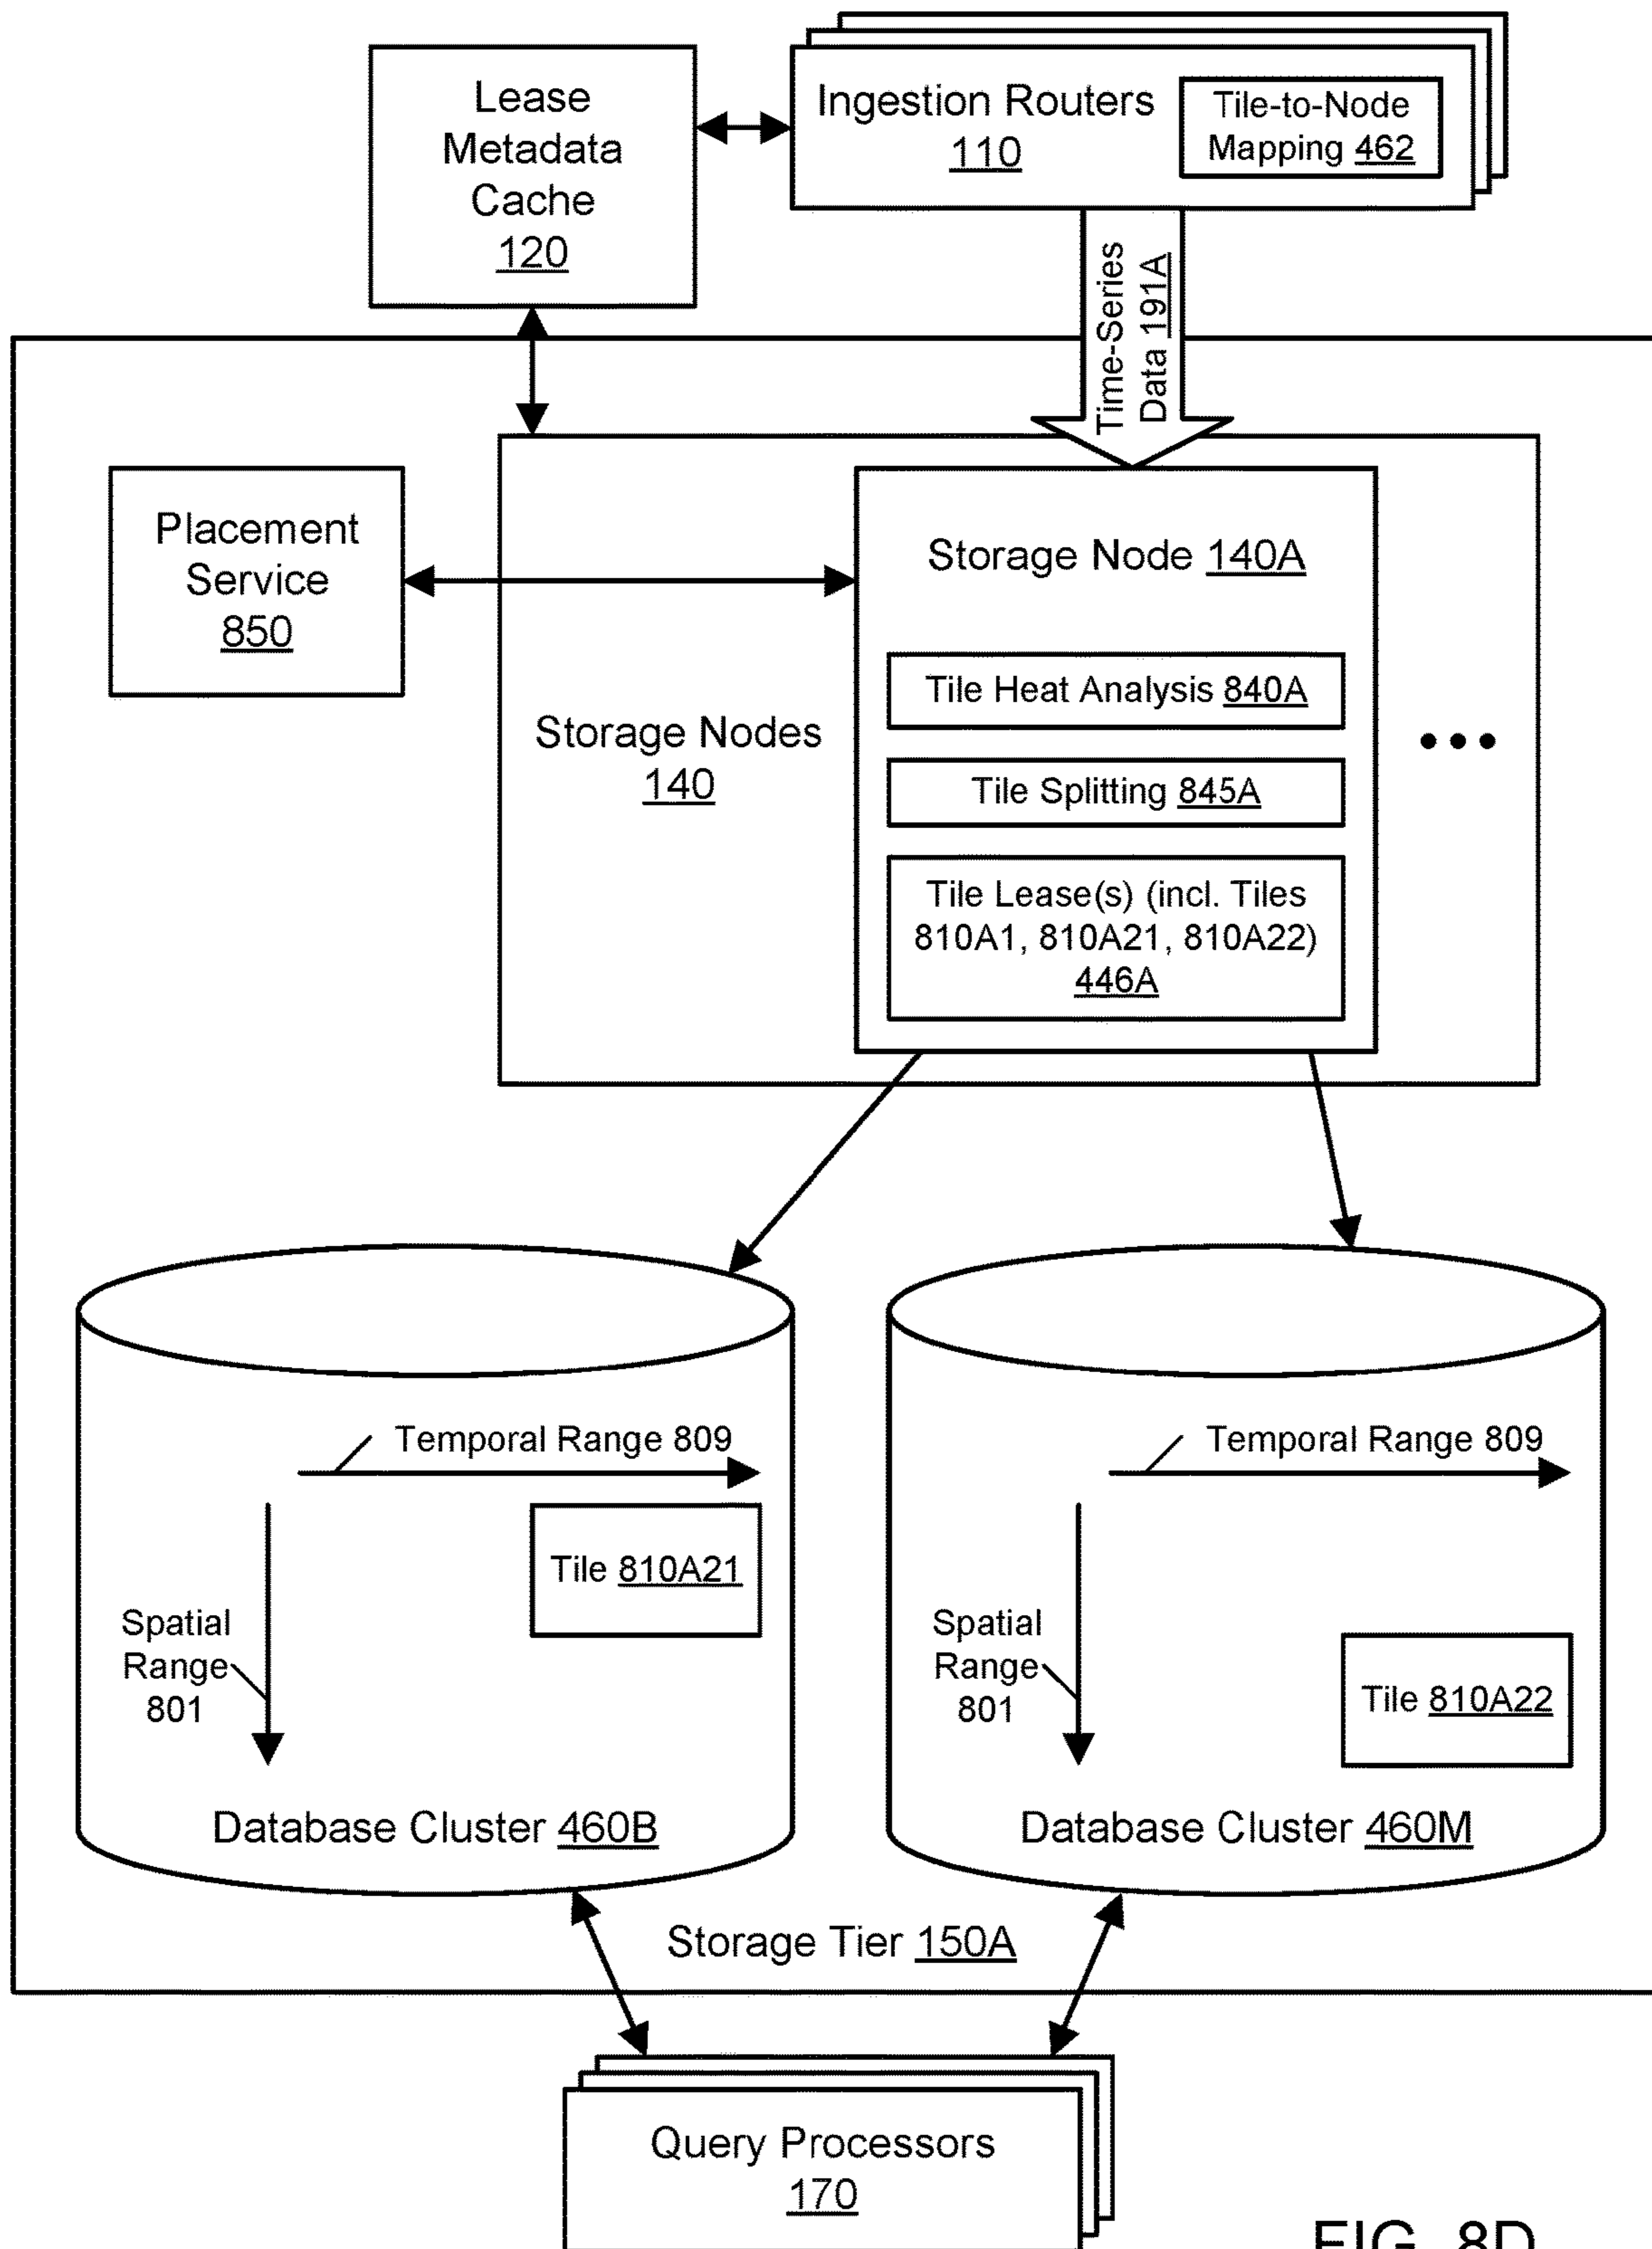 Lease
Metadata
Cache
120
Ingestion Routers
110
Tile-to-Node
Mapping 462
Time-Series
Data 191A
Placement
Service
850
Storage Nodes
140
Storage Node 140A
Tile Heat Analysis 840A
Tile Splitting 845A
Tile Lease(s) (incl. Tiles
810A1, 810A21, 810A22)
446A
Temporal Range 809
Tile 810A21
Spatial
Range
801
Database Cluster 460B
Temporal Range 809
Spatial
Range
801
Tile 810A22
Database Cluster 460M
Storage Tier 150A
Query Processors
170
FIG. 8D